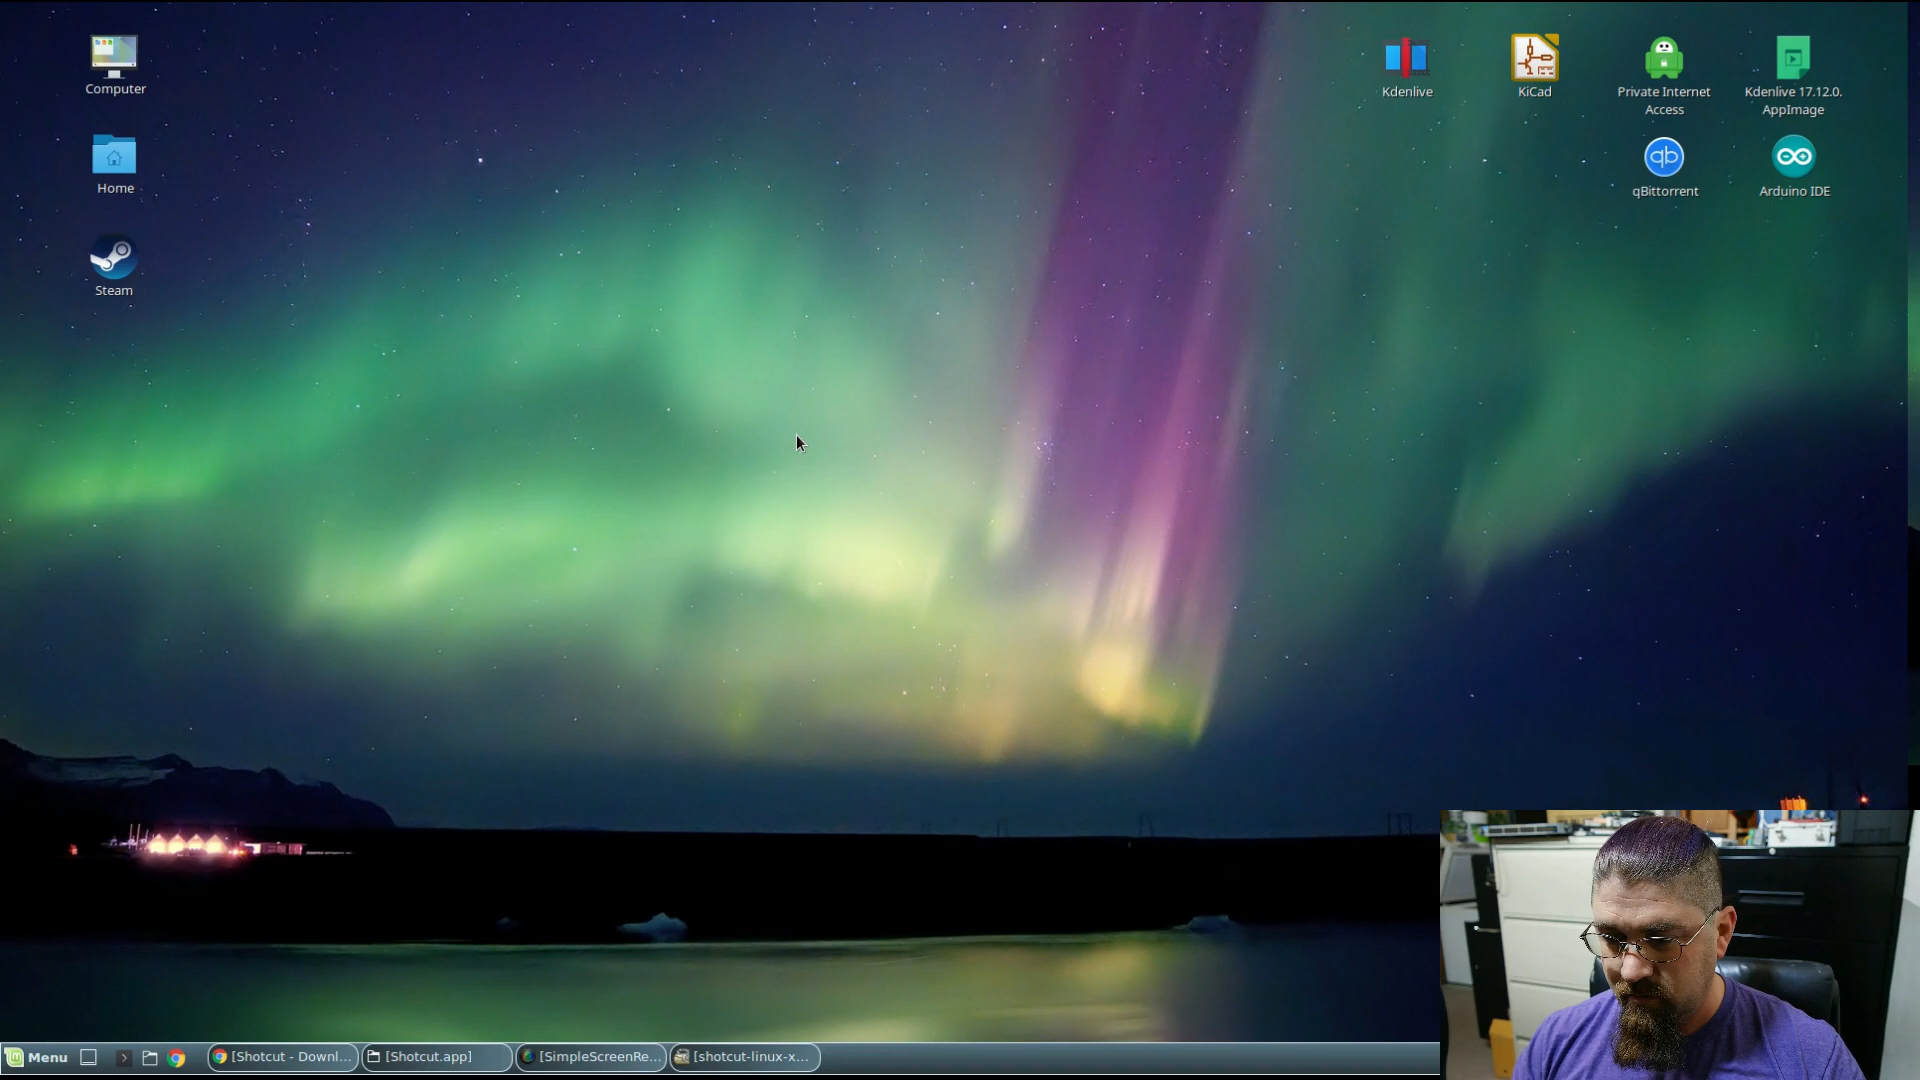 Computer
Home
Steam
Kdenlive
KiCad
Private Internet
Access
Kdenlive 17.12.0.
AppImage
qb
qBittorrent
Arduino IDE
Menu
[Shotcut - Downl...
[Shotcut.app]
[SimpleScreenRe...
[shotcut-linux-x...